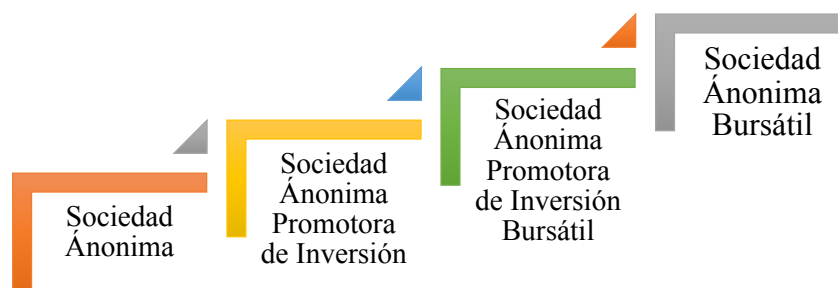 Sociedad
Ánonima
Sociedad
Ánonima
Promotora
de Inversión
Sociedad
Ánonima
Promotora
de Inversión
Bursátil
Sociedad
Ánonima
Bursátil